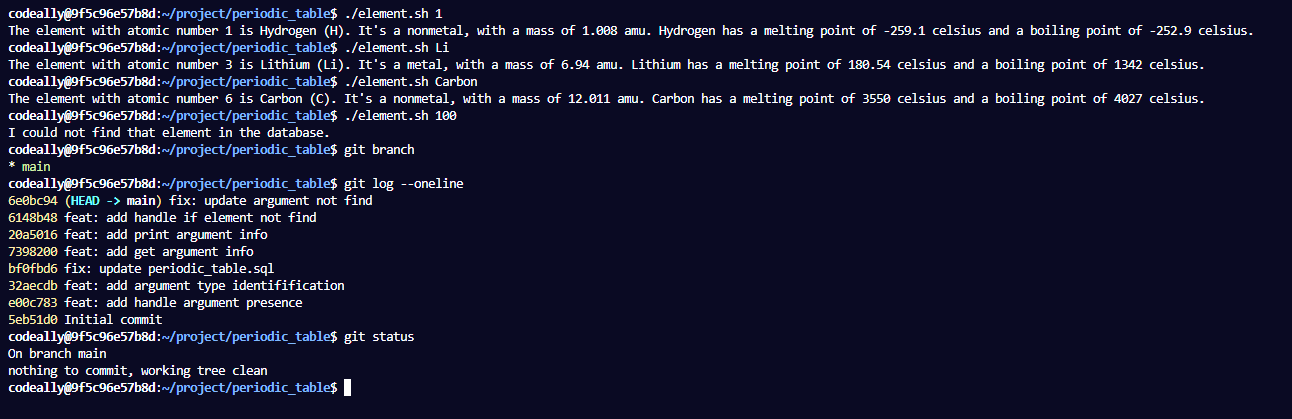 codeally@9f5c96e57b8d:~/project/periodic_table$ ./element.sh 1
The element with atomic number 1 is Hydrogen (H). It's a nonmetal, with a mass of 1.008 amu. Hydrogen has a melting point of -259.1 celsius and a boiling point of -252.9 celsius.
codeally@9f5c96e57b8d:~/project/periodic_table$ ./element.sh Li
The element with atomic number 3 is Lithium (Li). It's a metal, with a mass of 6.94 amu. Lithium has a melting point of 180.54 celsius and a boiling point of 1342 celsius.
codeally@9f5c96e57b8d:~/project/periodic_table$ ./element.sh Carbon
The element with atomic number 6 is Carbon (C). It's a nonmetal, with a mass of 12.011 amu. Carbon has a melting point of 3550 celsius and a boiling point of 4027 celsius.
codeally@9f5c96e57b8d:~/project/periodic_table$ ./element.sh 100
I could not find that element in the database.
codeally@9f5c96e57b8d:~/project/periodic_table$ git branch
* main
codeally@9f5c96e57b8d:~/project/periodic_table$ git log --oneline
6e0bc94 (HEAD -> main) fix: update argument not find
6148b48 feat: add handle if element not find
20a5016 feat: add print argument info
7398200 feat: add get argument info
bf0fbd6 fix: update periodic_table.sql
32aecdb feat: add argument type identifification
e00c783 feat: add handle argument presence
5eb51d0 Initial commit
codeally@9f5c96e57b8d:~/project/periodic_table$ git status
On branch main
nothing to commit, working tree clean
codeally@9f5c96e57b8d:~/project/periodic_table$